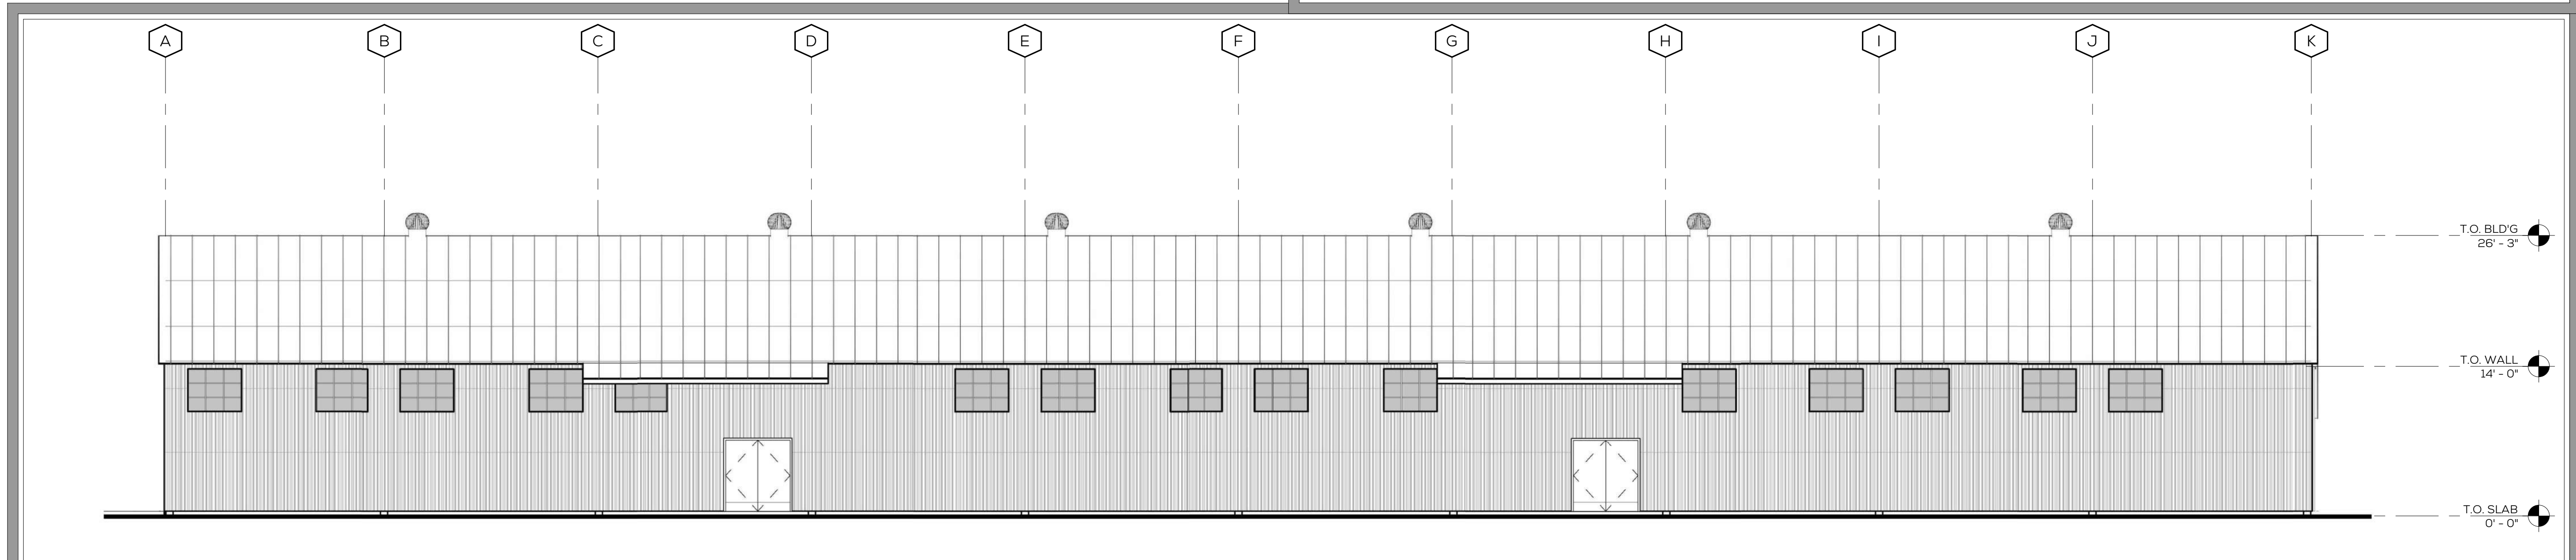 A
B
C
D
E
F
G
H
I
J
K
T.O. BLD'G
26' - 3"
T.O. WALL
14' - 0"
T.O. SLAB
0' - 0"